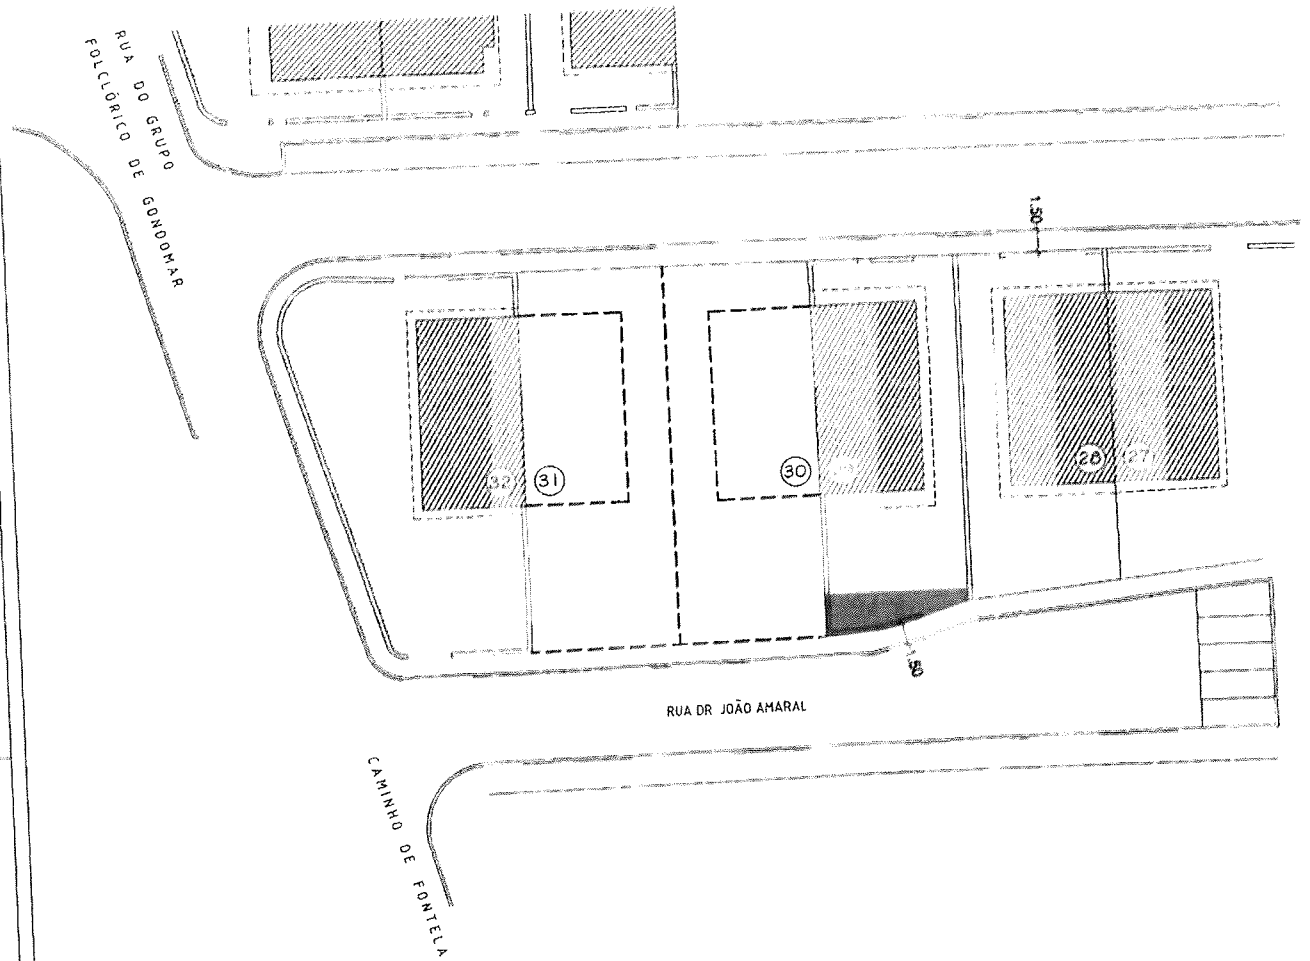 RUA DO GRUPO
FOLCLÓRICO DE GONDOMAR
1.50
32
31
30
28
27
1.50
RUA DR JOÃO AMARAL
CAMINHO DE FONTELA